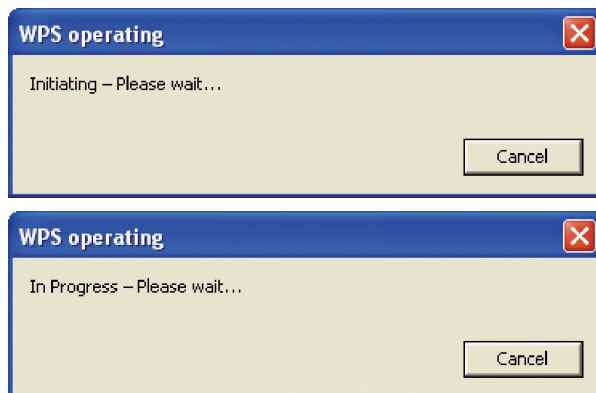 WPS operating
Initiating – Please wait...
Cancel
WPS operating
In Progress – Please wait...
Cancel